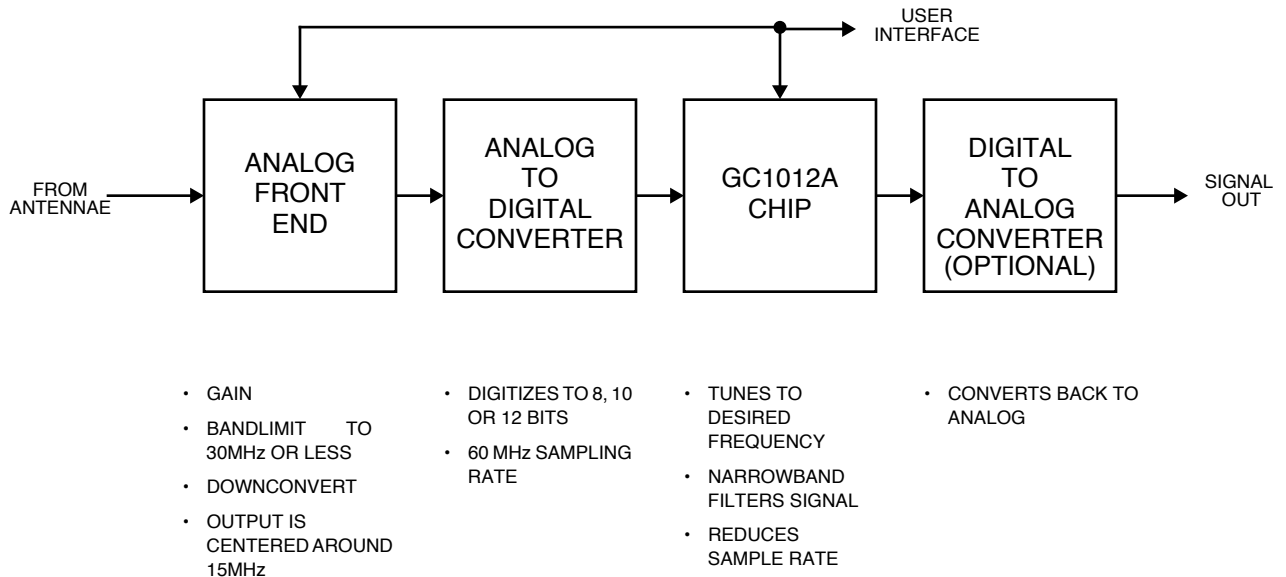 USER
INTERFACE
FROM
ANTENNAE
ANALOG
FRONT
END
ANALOG
TO
DIGITAL
CONVERTER
GC1012A
CHIP
DIGITAL
TO
ANALOG
CONVERTER
(OPTIONAL)
SIGNAL
OUT
• GAIN
• BANDLIMIT TO
30MHz OR LESS
• DOWNCONVERT
• OUTPUT IS
CENTERED AROUND
15MHz
• DIGITIZES TO 8, 10
OR 12 BITS
• 60 MHz SAMPLING
RATE
• TUNES TO
DESIRED
FREQUENCY
• NARROWBAND
FILTERS SIGNAL
• REDUCES
SAMPLE RATE
• CONVERTS BACK TO
ANALOG